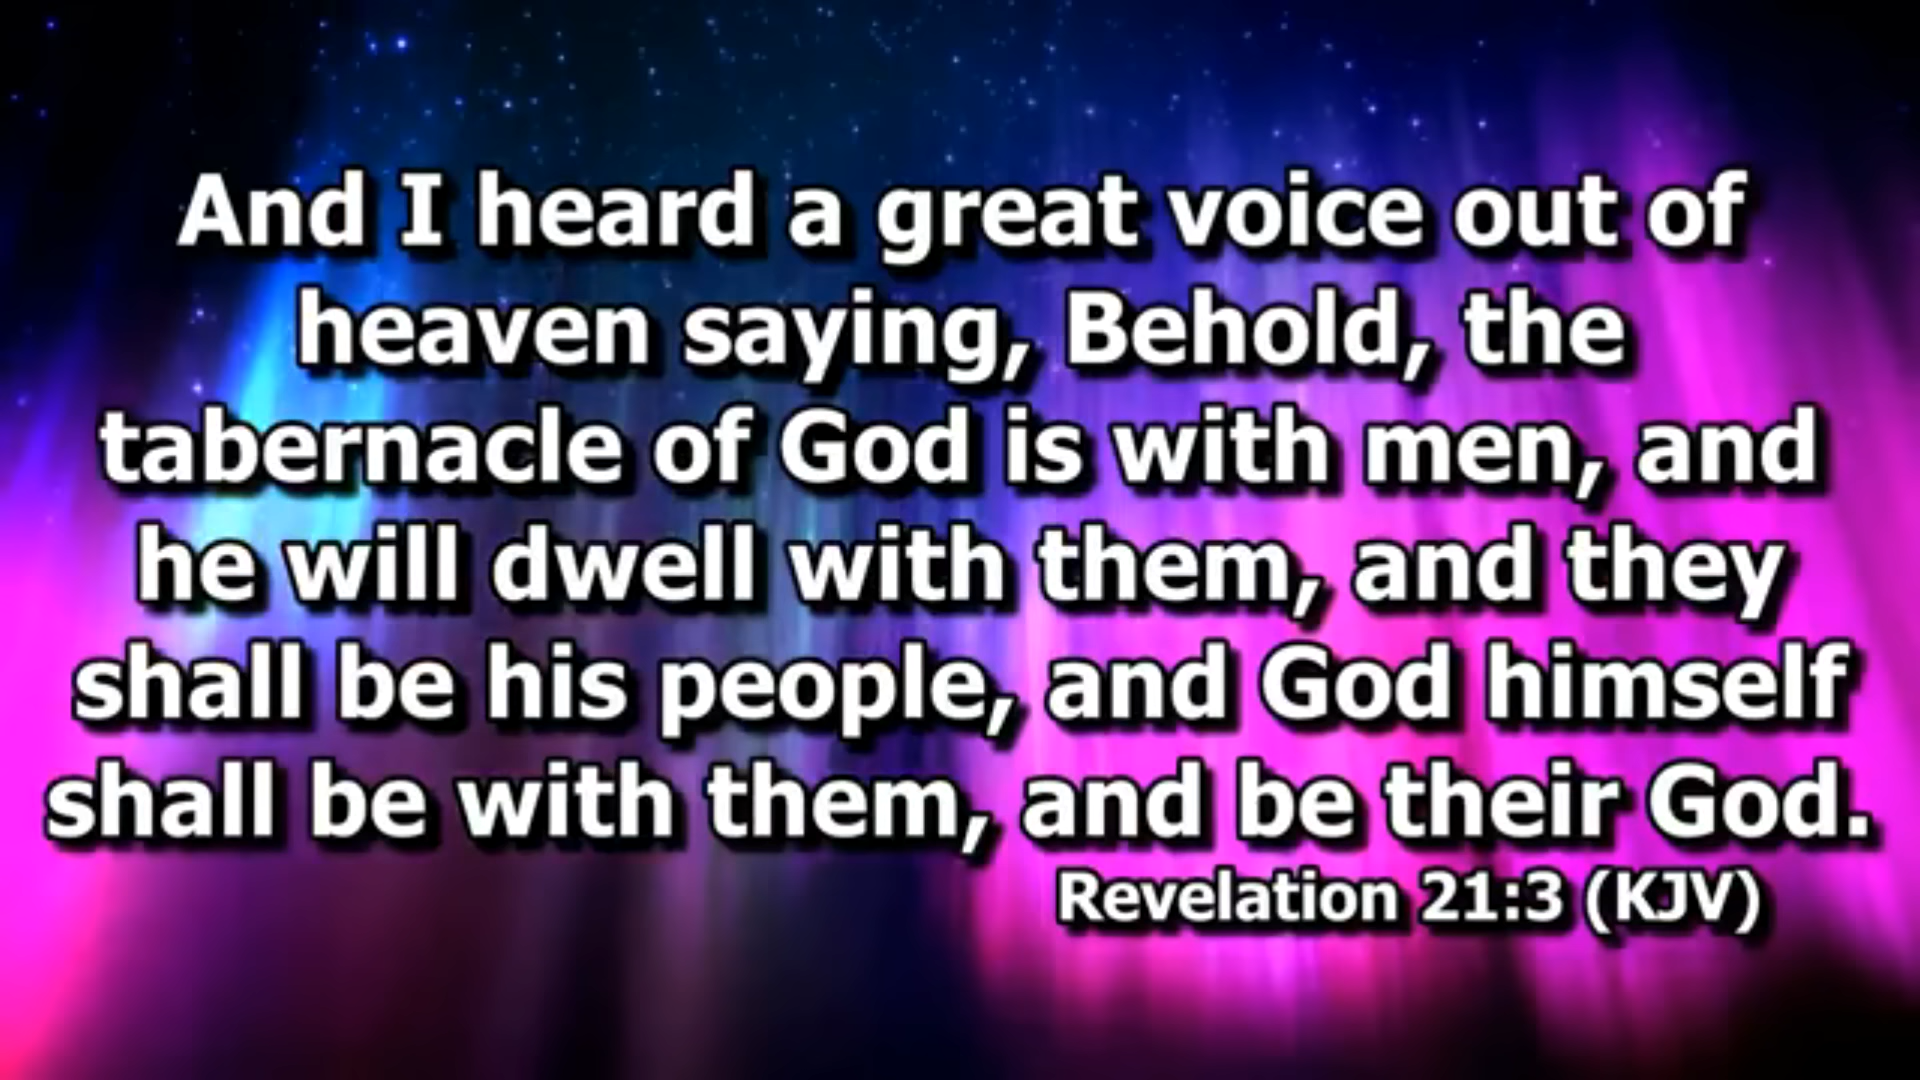 And I heard a great voice out of
heaven saying, Behold, the
tabernacle of God is with men, and
he will dwell with them, and they
shall be his people, and God himself
shall be with them, and be their God.
Revelation 21:3 (KJV)